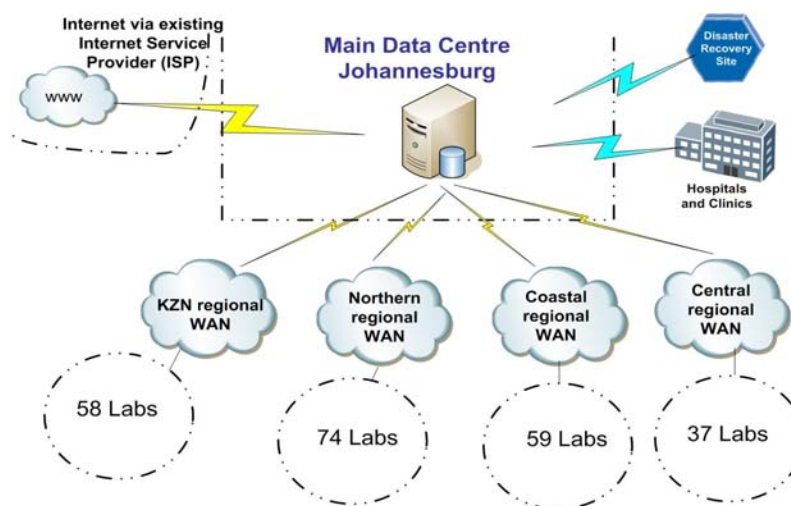 Internet via existing
Internet Service
Provider (ISP)
www
Main Data Centre
Johannesburg
Disaster
Recovery
Site
Hospitals
and Clinics
KZN regional
WAN
Northern
regional
WAN
Coastal
regional
WAN
Central
regional
WAN
58 Labs
74 Labs
59 Labs
37 Labs